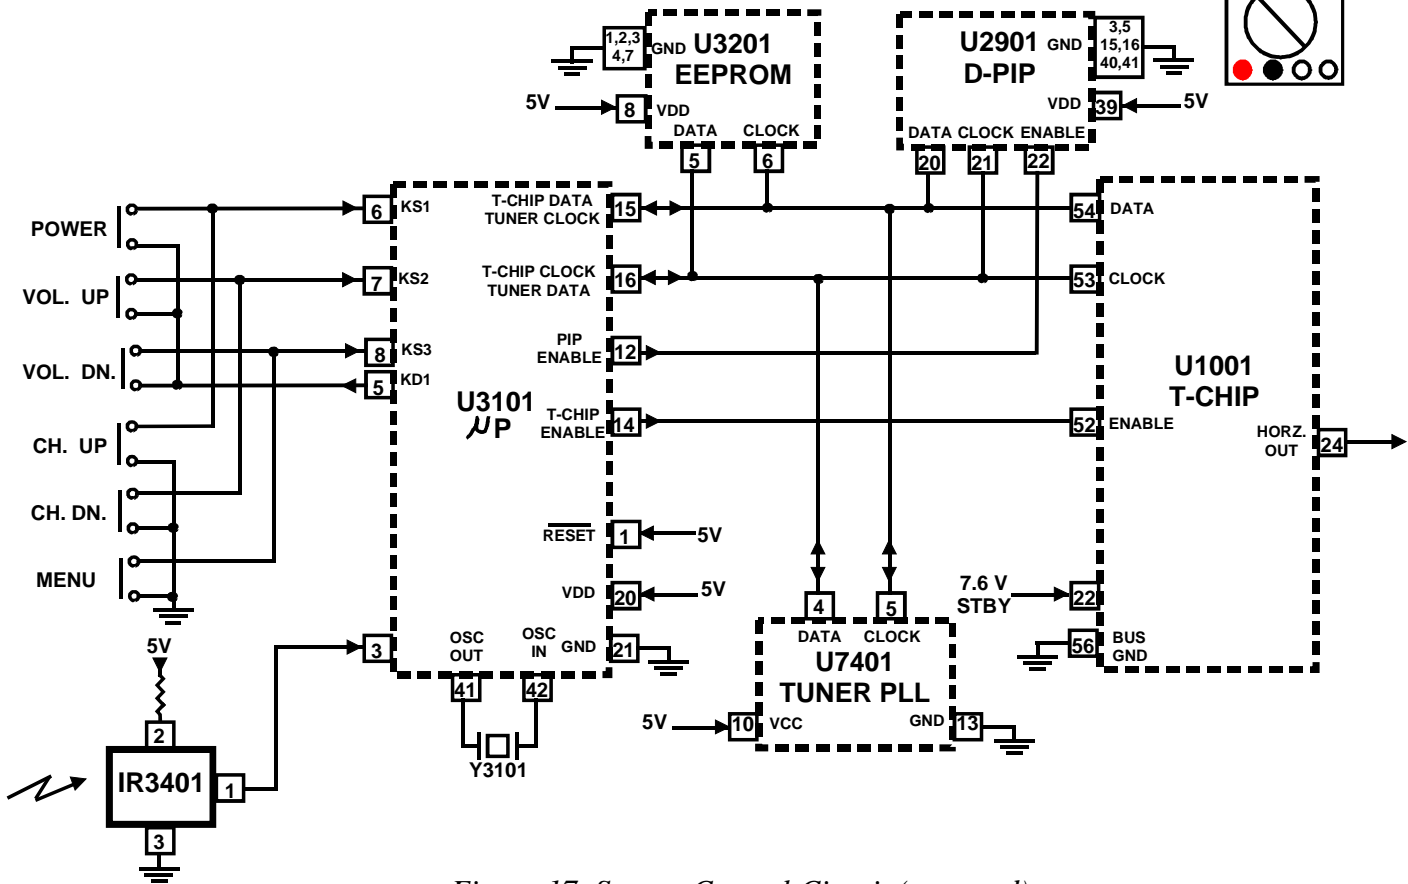 1,2,3
4,7
GND
U3201
EEPROM
5V
8
VDD
DATA
CLOCK
5
6
U2901
D-PIP
GND
3,5
15,16
40,41
VDD
39
5V
DATA
CLOCK
ENABLE
20
21
22
POWER
VOL. UP
VOL. DN.
CH. UP
CH. DN.
MENU
6
KS1
7
KS2
8
KS3
5
KD1
U3101
µP
T-CHIP DATA
TUNER CLOCK
15
T-CHIP CLOCK
TUNER DATA
16
PIP
ENABLE
12
T-CHIP
ENABLE
14
RESET
1
5V
VDD
20
5V
GND
21
3
OSC
OUT
OSC
IN
41
42
Y3101
54
DATA
53
CLOCK
U1001
T-CHIP
52
ENABLE
HORZ.
OUT
24
7.6 V
STBY
22
56
BUS
GND
4
5
DATA
CLOCK
U7401
TUNER PLL
5V
10
VCC
GND
13
5V
2
IR3401
1
3